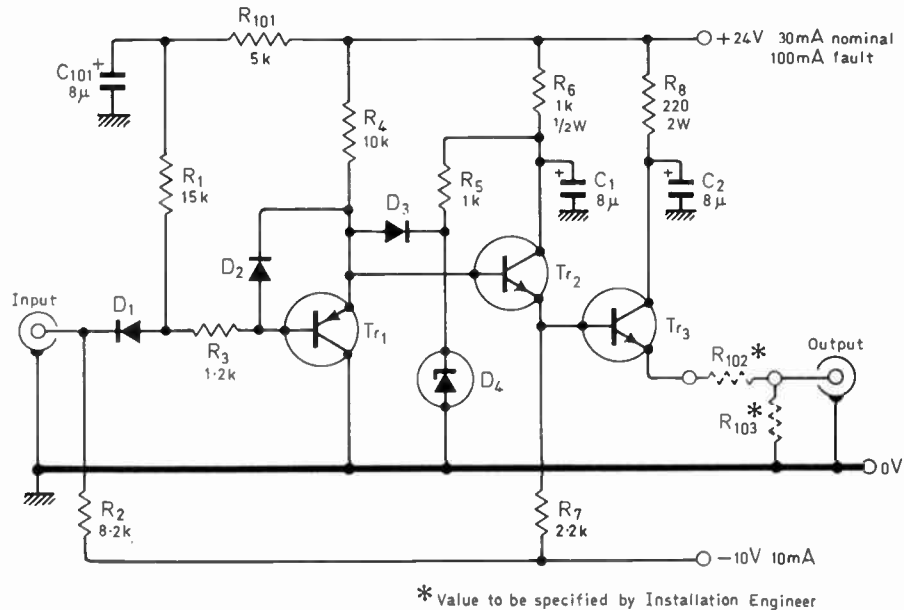 R101
5k
+24V 30mA nominal
100mA fault
C101
8μ
+
R4
10k
R6
1k
1/2W
R8
220
2W
R1
15k
R5
1k
+
C1
8μ
+
C2
8μ
D3
D2
Tr2
Input
D1
R3
1·2k
Tr1
Tr3
D4
R102*
Output
R103*
0V
R2
8·2k
R7
2·2k
-10V 10mA
* Value to be specified by Installation Engineer